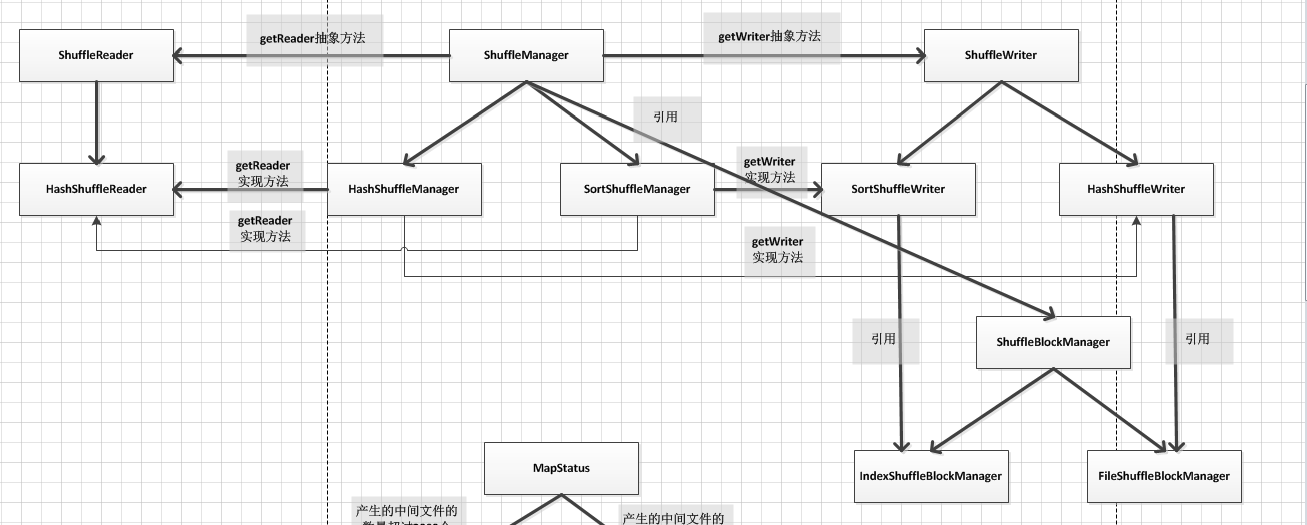 getReader抽象方法
getWriter抽象方法
ShuffleReader
ShuffleManager
ShuffleWriter
引用
getReader
实现方法
getWriter
实现方法
HashShuffleReader
HashShuffleManager
SortShuffleManager
SortShuffleWriter
HashShuffleWriter
getReader
实现方法
getWriter
实现方法
引用
ShuffleBlockManager
引用
MapStatus
IndexShuffleBlockManager
FileShuffleBlockManager
产生的中间文件的
产生的中间文件的